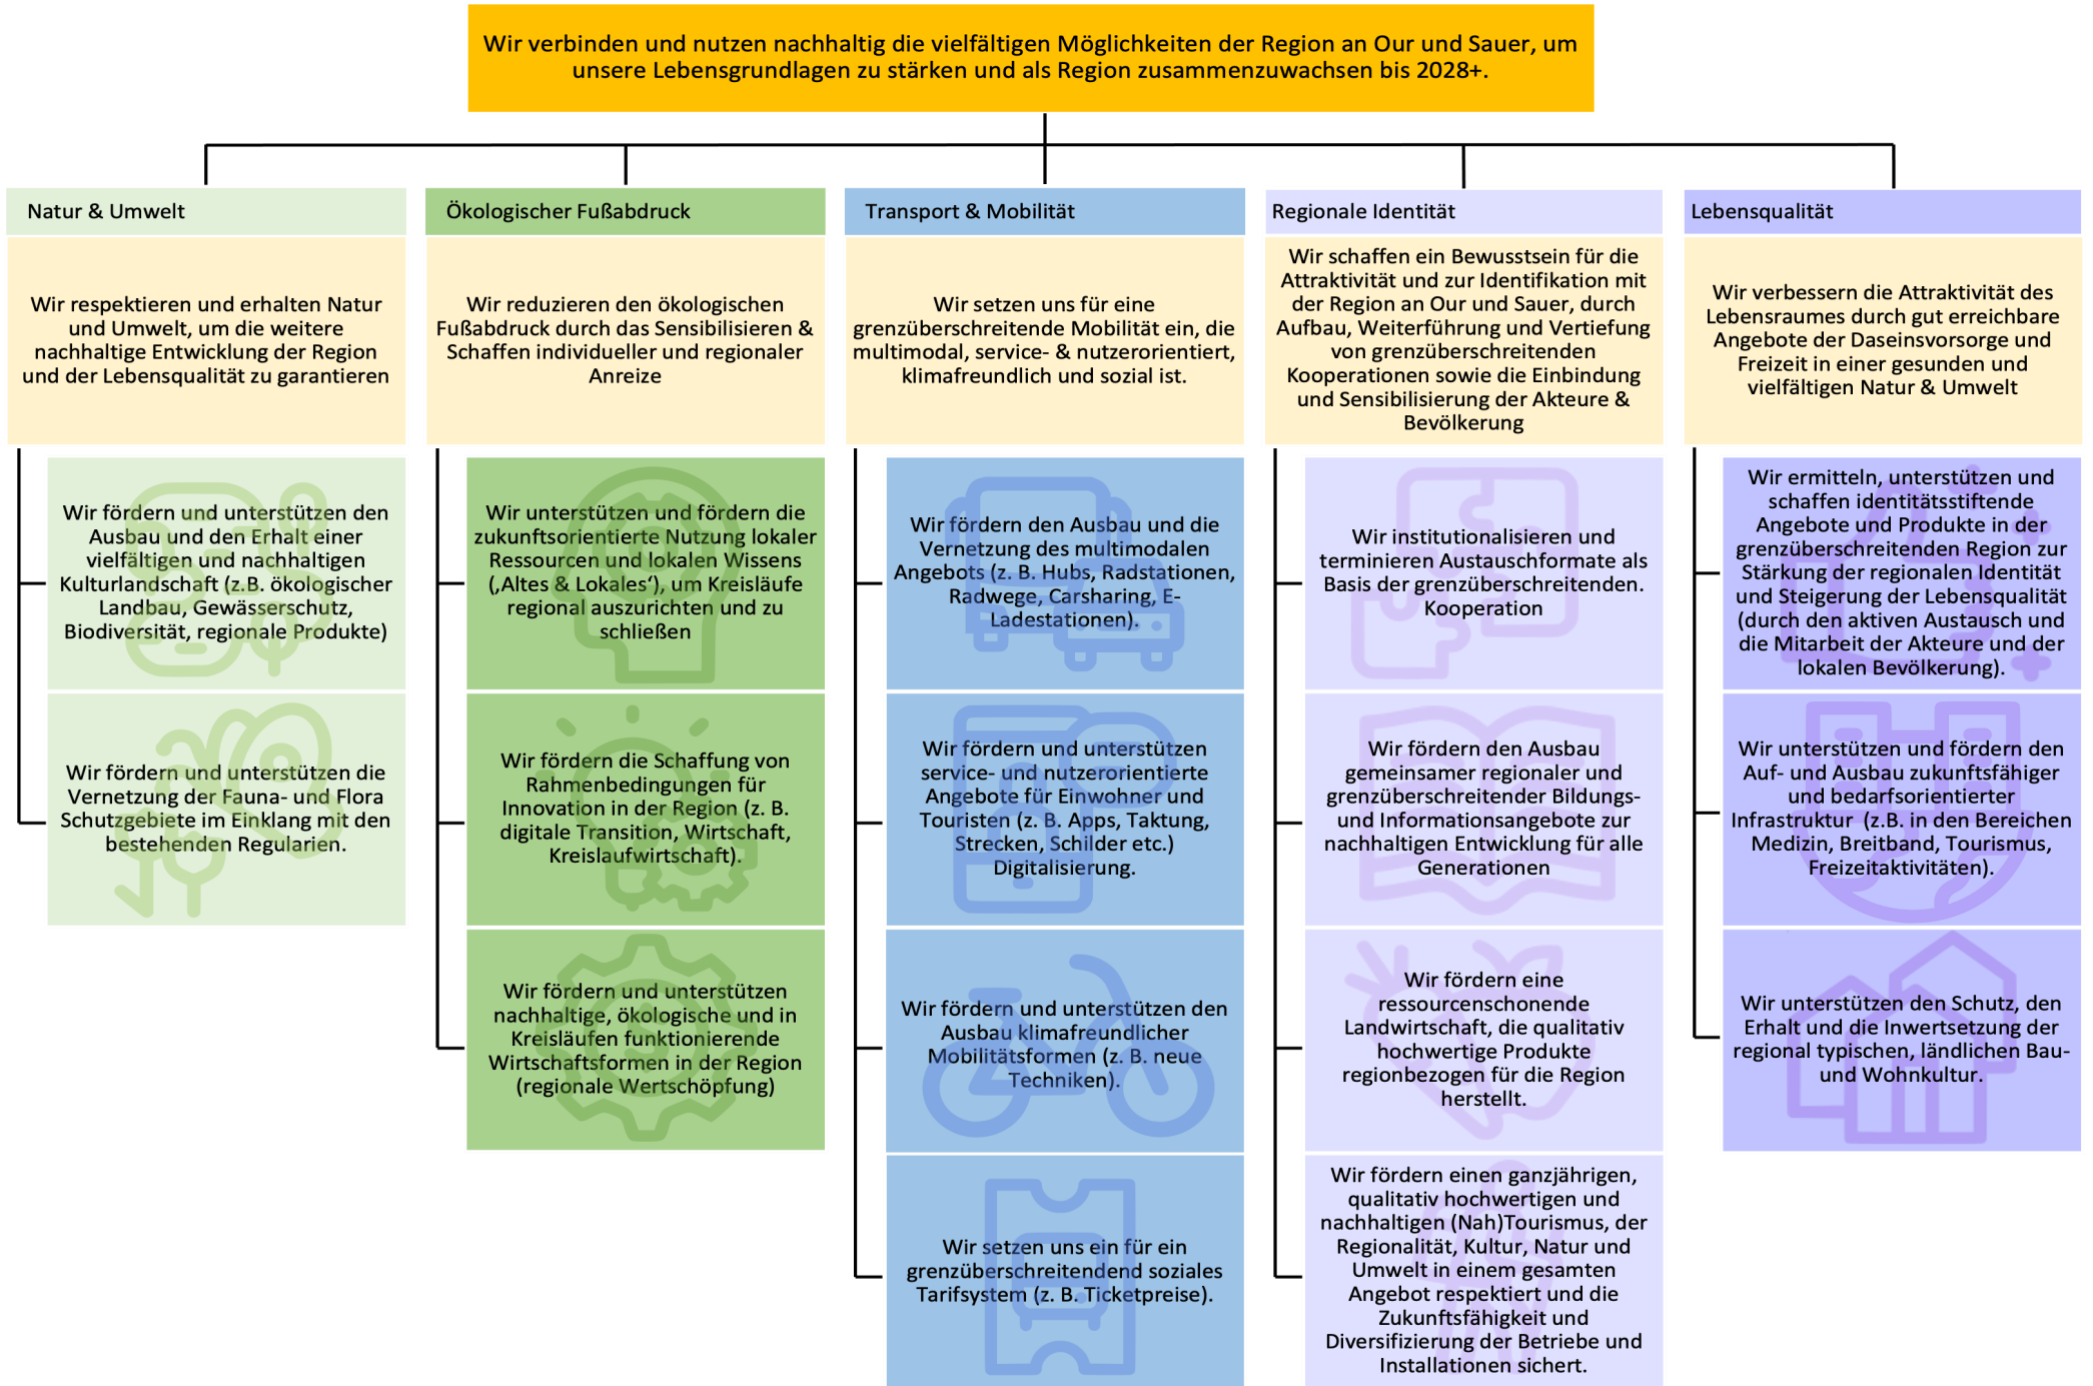 Wir verbinden und nutzen nachhaltig die vielfältigen Möglichkeiten der Region an Our und Sauer, um
unsere Lebensgrundlagen zu stärken und als Region zusammenzuwachsen bis 2028+.
Natur & Umwelt
Wir respektieren und erhalten Natur
und Umwelt, um die weitere
nachhaltige Entwicklung der Region
und der Lebensqualität zu garantieren
Wir fördern und unterstützen den
Ausbau und den Erhalt einer
vielfältigen und nachhaltigen
Kulturlandschaft (z.B. ökologischer
Landbau, Gewässerschutz,
Biodiversität, regionale Produkte)
Wir fördern und unterstützen die
Vernetzung der Fauna- und Flora
Schutzgebiete im Einklang mit den
bestehenden Regularien.
Ökologischer Fußabdruck
Wir reduzieren den ökologischen
Fußabdruck durch das Sensibilisieren &
Schaffen individueller und regionaler
Anreize
Wir unterstützen und fördern die
zukunftsorientierte Nutzung lokaler
Ressourcen und lokalen Wissens
(‚Altes & Lokales‘), um Kreisläufe
regional auszurichten und zu
schließen
Wir fördern die Schaffung von
Rahmenbedingungen für
Innovation in der Region (z. B.
digitale Transition, Wirtschaft,
Kreislaufwirtschaft).
Wir fördern und unterstützen
nachhaltige, ökologische und in
Kreisläufen funktionierende
Wirtschaftsformen in der Region
(regionale Wertschöpfung)
Transport & Mobilität
Wir setzen uns für eine
grenzüberschreitende Mobilität ein, die
multimodal, service- & nutzerorientiert,
klimafreundlich und sozial ist.
Wir fördern den Ausbau und die
Vernetzung des multimodalen
Angebots (z. B. Hubs, Radstationen,
Radwege, Carsharing, E-
Ladestationen).
Wir fördern und unterstützen
service- und nutzerorientierte
Angebote für Einwohner und
Touristen (z. B. Apps, Taktung,
Strecken, Schilder etc.)
Digitalisierung.
Wir fördern und unterstützen den
Ausbau klimafreundlicher
Mobilitätsformen (z. B. neue
Techniken).
Wir setzen uns ein für ein
grenzüberschreitendend soziales
Tarifsystem (z. B. Ticketpreise).
Regionale Identität
Wir schaffen ein Bewusstsein für die
Attraktivität und zur Identifikation mit
der Region an Our und Sauer, durch
Aufbau, Weiterführung und Vertiefung
von grenzüberschreitenden
Kooperationen sowie die Einbindung
und Sensibilisierung der Akteure &
Bevölkerung
Wir institutionalisieren und
terminieren Austauschformate als
Basis der grenzüberschreitenden.
Kooperation
Wir fördern den Ausbau
gemeinsamer regionaler und
grenzüberschreitender Bildungs-
und Informationsangebote zur
nachhaltigen Entwicklung für alle
Generationen
Wir fördern eine
ressourcenschonende
Landwirtschaft, die qualitativ
hochwertige Produkte
regionbezogen für die Region
herstellt.
Wir fördern einen ganzjährigen,
qualitativ hochwertigen und
nachhaltigen (Nah)Tourismus, der
Regionalität, Kultur, Natur und
Umwelt in einem gesamten
Angebot respektiert und die
Zukunftsfähigkeit und
Diversifizierung der Betriebe und
Installationen sichert.
Lebensqualität
Wir verbessern die Attraktivität des
Lebensraumes durch gut erreichbare
Angebote der Daseinsvorsorge und
Freizeit in einer gesunden und
vielfältigen Natur & Umwelt
Wir ermitteln, unterstützen und
schaffen identitätsstiftende
Angebote und Produkte in der
grenzüberschreitenden Region zur
Stärkung der regionalen Identität
und Steigerung der Lebensqualität
(durch den aktiven Austausch und
die Mitarbeit der Akteure und der
lokalen Bevölkerung).
Wir unterstützen und fördern den
Auf- und Ausbau zukunftsfähiger
und bedarfsorientierter
Infrastruktur (z.B. in den Bereichen
Medizin, Breitband, Tourismus,
Freizeitaktivitäten).
Wir unterstützen den Schutz, den
Erhalt und die Inwertsetzung der
regional typischen, ländlichen Bau-
und Wohnkultur.